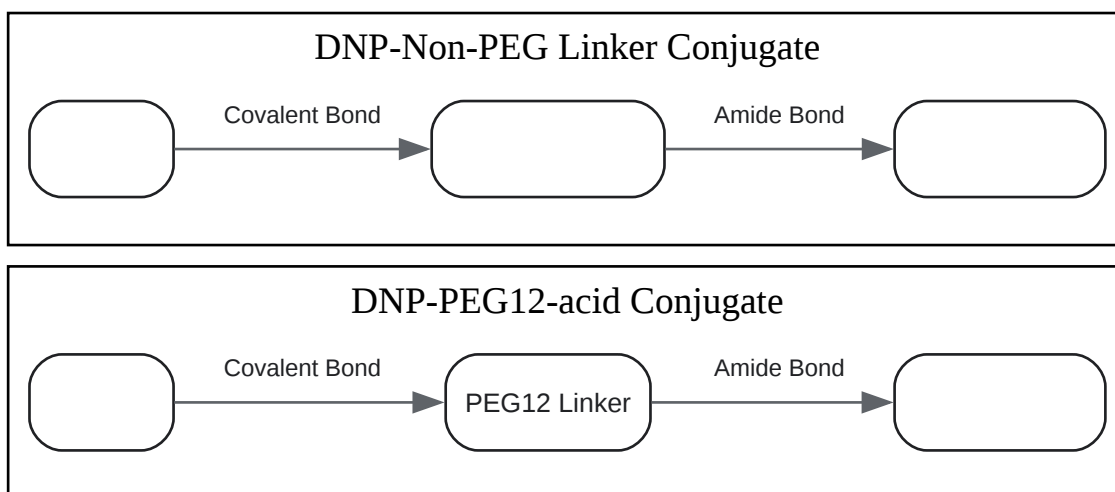 DNP-Non-PEG Linker Conjugate
Covalent Bond
Amide Bond
DNP-PEG12-acid Conjugate
Covalent Bond
Amide Bond
PEG12 Linker